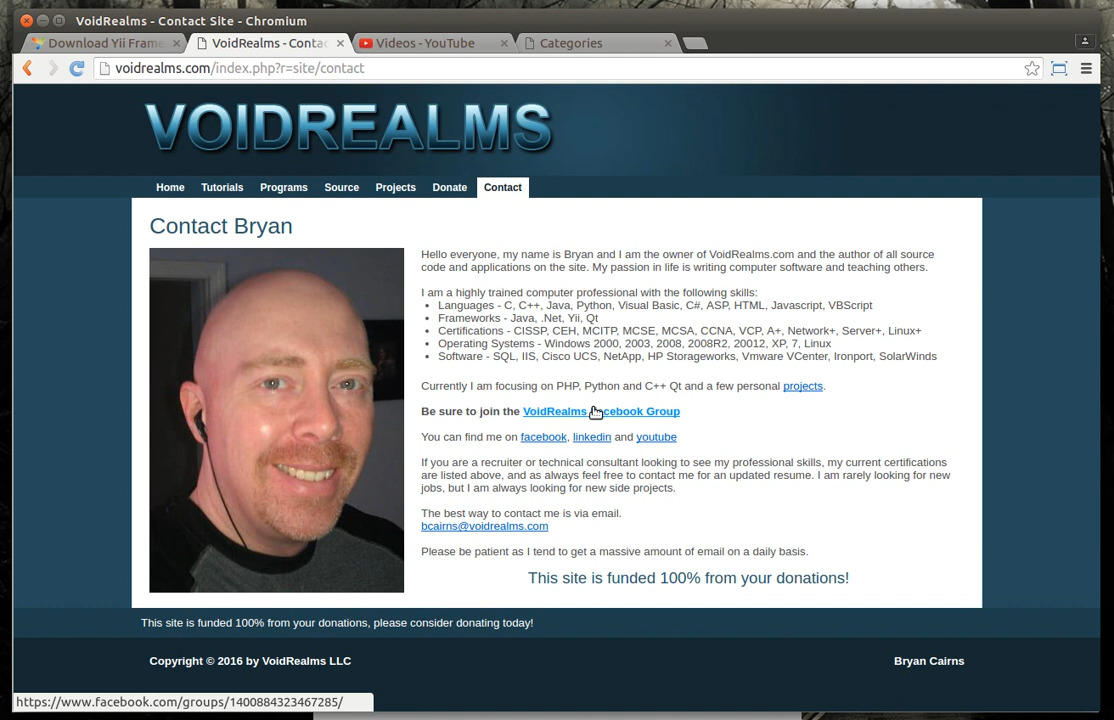 VoidRealms - Contact Site - Chromium
Download Yii Frame
VoidRealms - Contac
Videos - YouTube
Categories
voidrealms.com/index.php?r=site/contact
VOIDREALMS
Home Tutorials Programs Source Projects Donate Contact
Contact Bryan
Hello everyone, my name is Bryan and I am the owner of VoidRealms.com and the author of all source
code and applications on the site. My passion in life is writing computer software and teaching others.
I am a highly trained computer professional with the following skills:
• Languages - C, C++, Java, Python, Visual Basic, C#, ASP, HTML, Javascript, VBScript
• Frameworks - Java, .Net, Yii, Qt
• Certifications - CISSP, CEH, MCITP, MCSE, MCSA, CCNA, VCP, A+, Network+, Server+, Linux+
• Operating Systems - Windows 2000, 2003, 2008, 2008R2, 20012, XP, 7, Linux
• Software - SQL, IIS, Cisco UCS, NetApp, HP Storageworks, Vmware VCenter, Ironport, SolarWinds
Currently I am focusing on PHP, Python and C++ Qt and a few personal projects.
Be sure to join the VoidRealms Facebook Group
You can find me on facebook, linkedin and youtube
If you are a recruiter or technical consultant looking to see my professional skills, my current certifications
are listed above, and as always feel free to contact me for an updated resume. I am rarely looking for new
jobs, but I am always looking for new side projects.
The best way to contact me is via email.
bcairns@voidrealms.com
Please be patient as I tend to get a massive amount of email on a daily basis.
This site is funded 100% from your donations!
This site is funded 100% from your donations, please consider donating today!
Copyright © 2016 by VoidRealms LLC
Bryan Cairns
https://www.facebook.com/groups/1400884323467285/